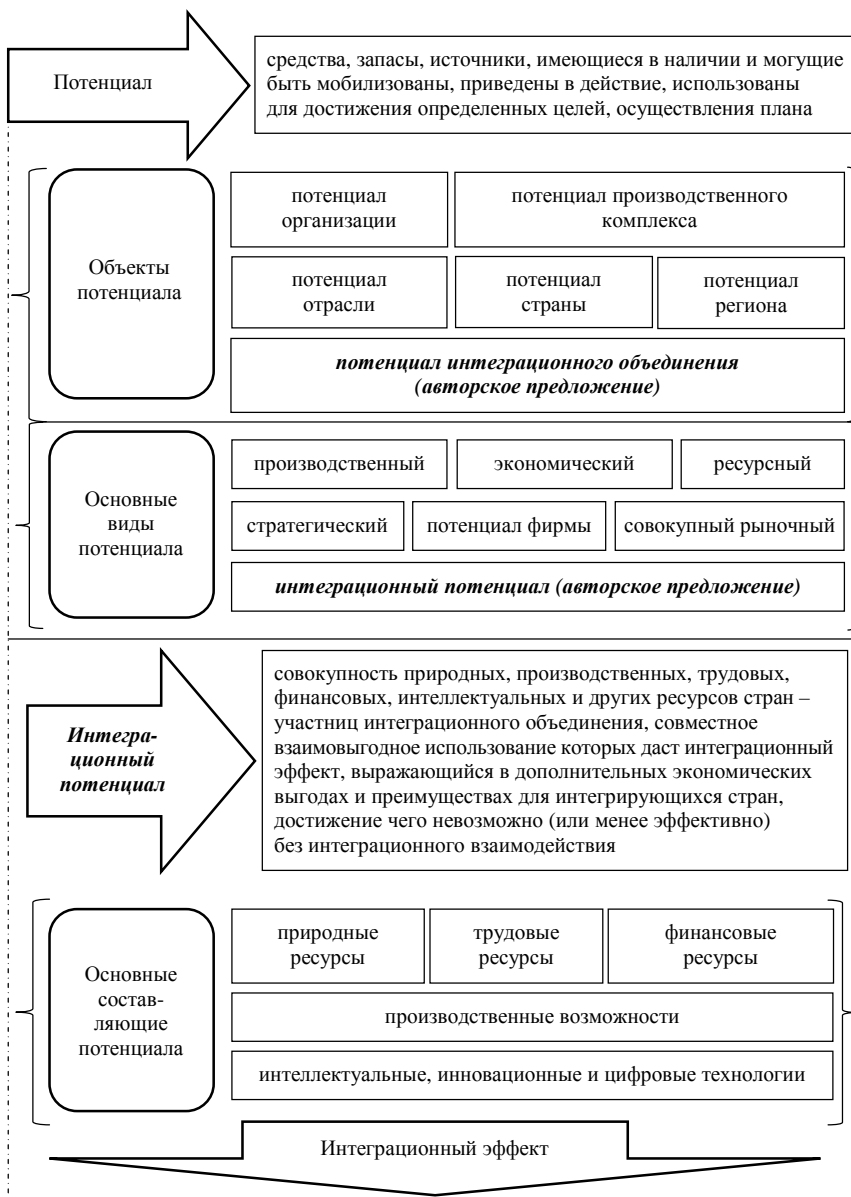 Потенциал
средства, запасы, источники, имеющиеся в наличии и могущие
быть мобилизованы, приведены в действие, использованы
для достижения определенных целей, осуществления плана
Объекты
потенциала
потенциал
организации
потенциал производственного
комплекса
потенциал
отрасли
потенциал
страны
потенциал
региона
потенциал интеграционного объединения
(авторское предложение)
Основные
виды
потенциала
производственный
экономический
ресурсный
стратегический
потенциал фирмы
совокупный рыночный
интеграционный потенциал (авторское предложение)
Интегра-
ционный
потенциал
совокупность природных, производственных, трудовых,
финансовых, интеллектуальных и других ресурсов стран –
участниц интеграционного объединения, совместное
взаимовыгодное использование которых даст интеграционный
эффект, выражающийся в дополнительных экономических
выгодах и преимуществах для интегрирующихся стран,
достижение чего невозможно (или менее эффективно)
без интеграционного взаимодействия
Основные
состав-
ляющие
потенциала
природные
ресурсы
трудовые
ресурсы
финансовые
ресурсы
производственные возможности
интеллектуальные, инновационные и цифровые технологии
Интеграционный эффект